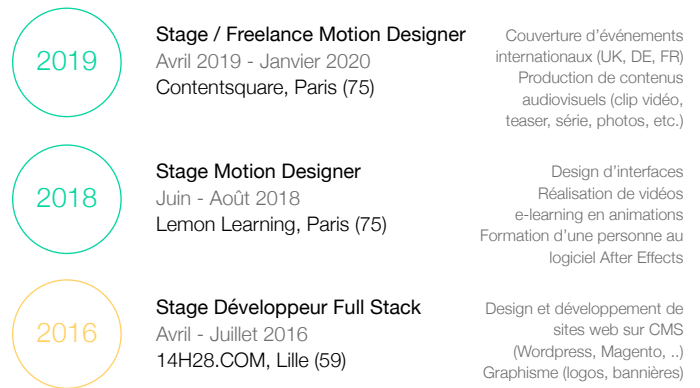 2019
Stage / Freelance Motion Designer
Avril 2019 - Janvier 2020
Contentsquare, Paris (75)
Couverture d'événements
internationaux (UK, DE, FR)
Production de contenus
audiovisuels (clip vidéo,
teaser, série, photos, etc.)
2018
Stage Motion Designer
Juin - Août 2018
Lemon Learning, Paris (75)
Design d'interfaces
Réalisation de vidéos
e-learning en animations
Formation d'une personne au
logiciel After Effects
2016
Stage Développeur Full Stack
Avril - Juillet 2016
14H28.COM, Lille (59)
Design et développement de
sites web sur CMS
(Wordpress, Magento, ..)
Graphisme (logos, bannières)